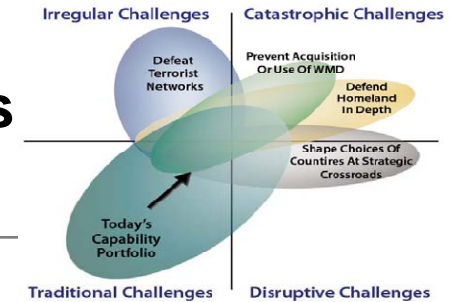 Irregular Challenges
Catastrophic Challenges
Defeat
Terrorist
Networks
Prevent Acquisition
Or Use Of WMD
Defend
Homeland
In Depth
s
Shape Choices Of
Countires At Strategic
Crossroads
Today's
Capability
Portfolio
Traditional Challenges
Disruptive Challenges